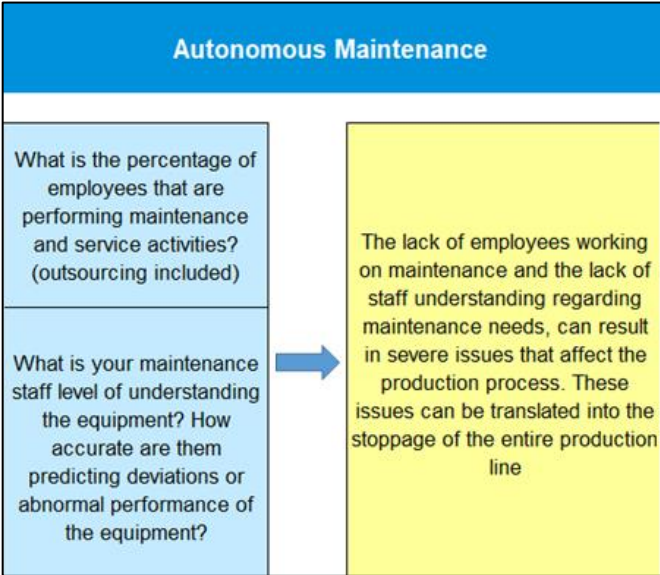 Autonomous Maintenance
What is the percentage of
employees that are
performing maintenance
and service activities?
(outsourcing included)
What is your maintenance
staff level of understanding
the equipment? How
accurate are them
predicting deviations or
abnormal performance of
the equipment?
The lack of employees working
on maintenance and the lack of
staff understanding regarding
maintenance needs, can result
in severe issues that affect the
production process. These
issues can be translated into the
stoppage of the entire production
line